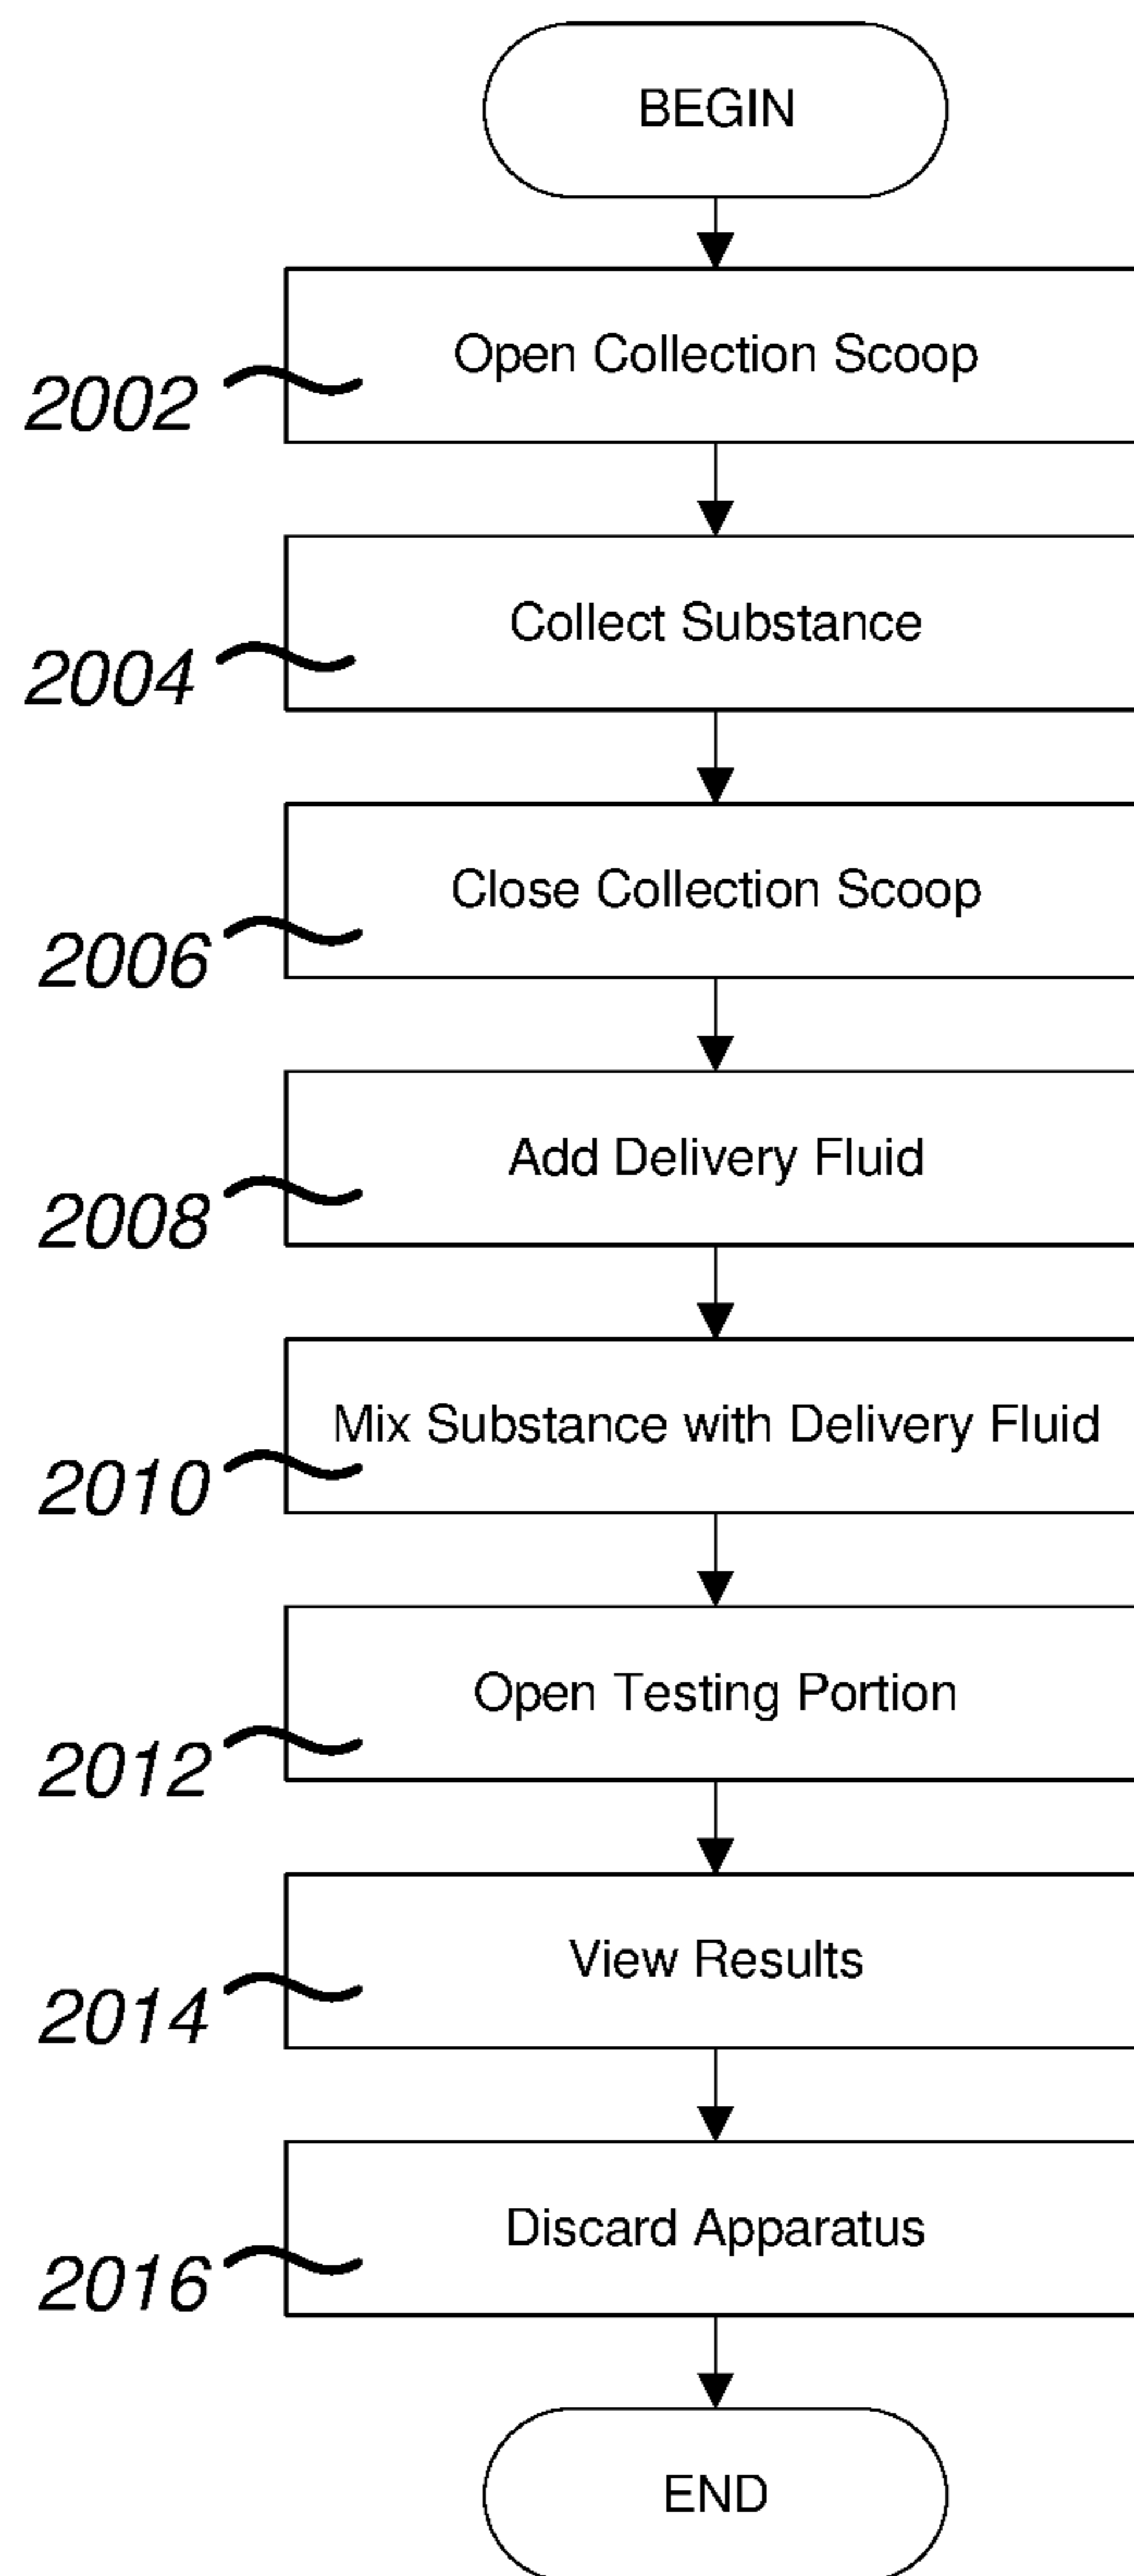 BEGIN
Open Collection Scoop
2002
Collect Substance
2004
Close Collection Scoop
2006
Add Delivery Fluid
2008
Mix Substance with Delivery Fluid
2010
Open Testing Portion
2012
View Results
2014
Discard Apparatus
2016
END